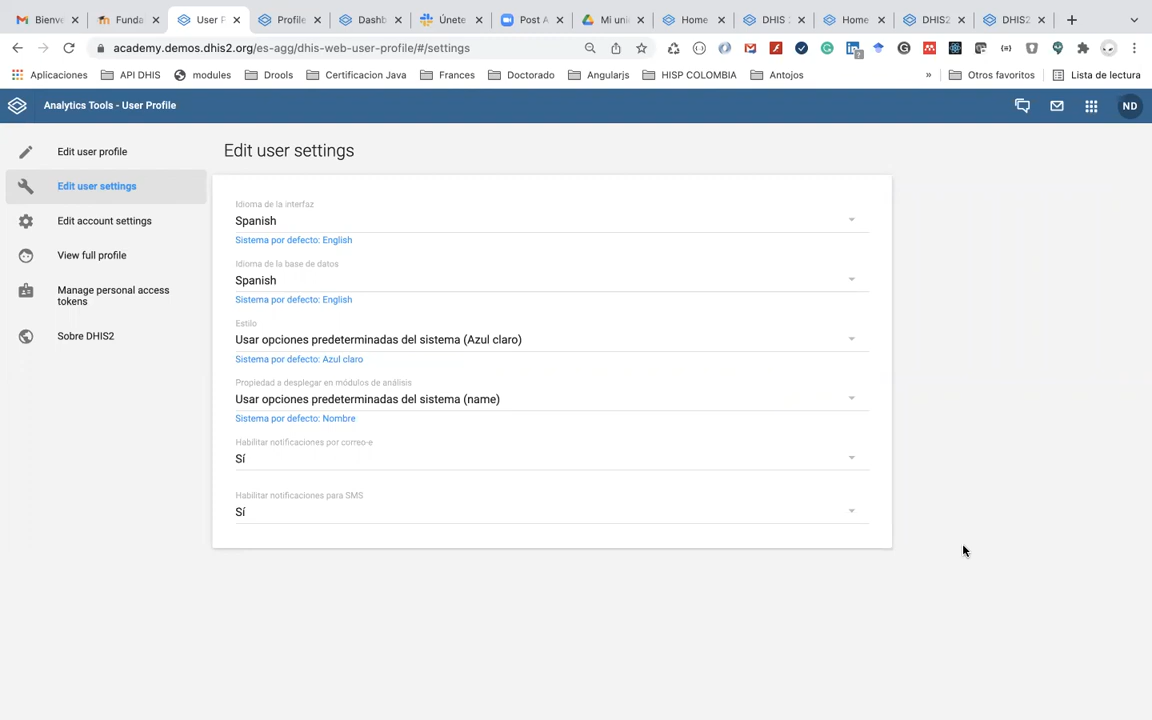 Bienve
Funda
User P
Profile
Dashb
Únete
Post A
Mi uni
Home
DHIS
Home
DHIS2
DHIS2
academy.demos.dhis2.org/es-agg/dhis-web-user-profile/#/settings
Aplicaciones
API DHIS
modules
Drools
Certificacion Java
Frances
Doctorado
Angularjs
HISP COLOMBIA
Antojos
»
Otros favoritos
Lista de lectura
Analytics Tools - User Profile
ND
Edit user profile
Edit user settings
Edit account settings
View full profile
Manage personal access
tokens
Sobre DHIS2
Edit user settings
Idioma de la interfaz
Spanish
Sistema por defecto: English
Idioma de la base de datos
Spanish
Sistema por defecto: English
Estilo
Usar opciones predeterminadas del sistema (Azul claro)
Sistema por defecto: Azul claro
Propiedad a desplegar en módulos de análisis
Usar opciones predeterminadas del sistema (name)
Sistema por defecto: Nombre
Habilitar notificaciones por correo-e
Sí
Habilitar notificaciones para SMS
Sí